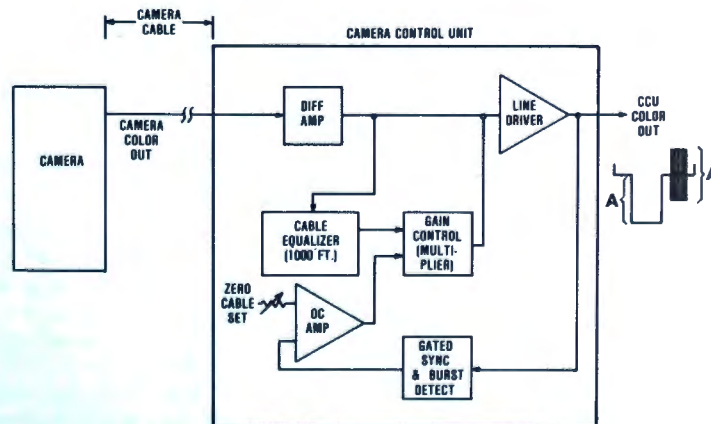 CAMERA
CABLE
CAMERA CONTROL UNIT
DIFF
AMP
LINE
DRIVER
CCU
COLOR
OUT
CAMERA
COLOR
OUT
CAMERA
A
A
CABLE
EQUALIZER
(1000 FT.)
GAIN
CONTROL
(MULTI-
PLIER)
ZERO
CABLE
SET
DC
AMP
GATED
SYNC
& BURST
DETECT